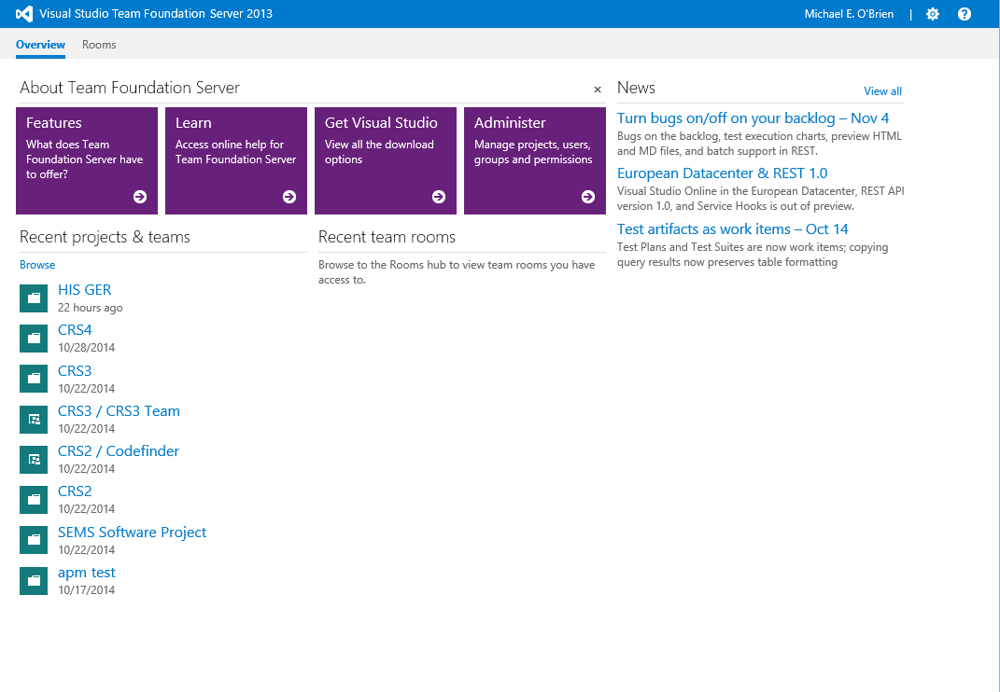 Visual Studio Team Foundation Server 2013
Michael E. O'Brien |
Overview
Rooms
About Team Foundation Server
Features
What does Team
Foundation Server have
to offer?
Learn
Access online help for
Team Foundation Server
Get Visual Studio
View all the download
options
Administer
Manage projects, users,
groups and permissions
Recent projects & teams
Browse
HIS GER
22 hours ago
CRS4
10/28/2014
CRS3
10/22/2014
CRS3 / CRS3 Team
10/22/2014
CRS2 / Codefinder
10/22/2014
CRS2
10/22/2014
SEMS Software Project
10/22/2014
apm test
10/17/2014
Recent team rooms
Browse to the Rooms hub to view team rooms you have
access to.
News
View all
Turn bugs on/off on your backlog – Nov 4
Bugs on the backlog, test execution charts, preview HTML
and MD files, and batch support in REST.
European Datacenter & REST 1.0
Visual Studio Online in the European Datacenter, REST API
version 1.0, and Service Hooks is out of preview.
Test artifacts as work items – Oct 14
Test Plans and Test Suites are now work items; copying
query results now preserves table formatting